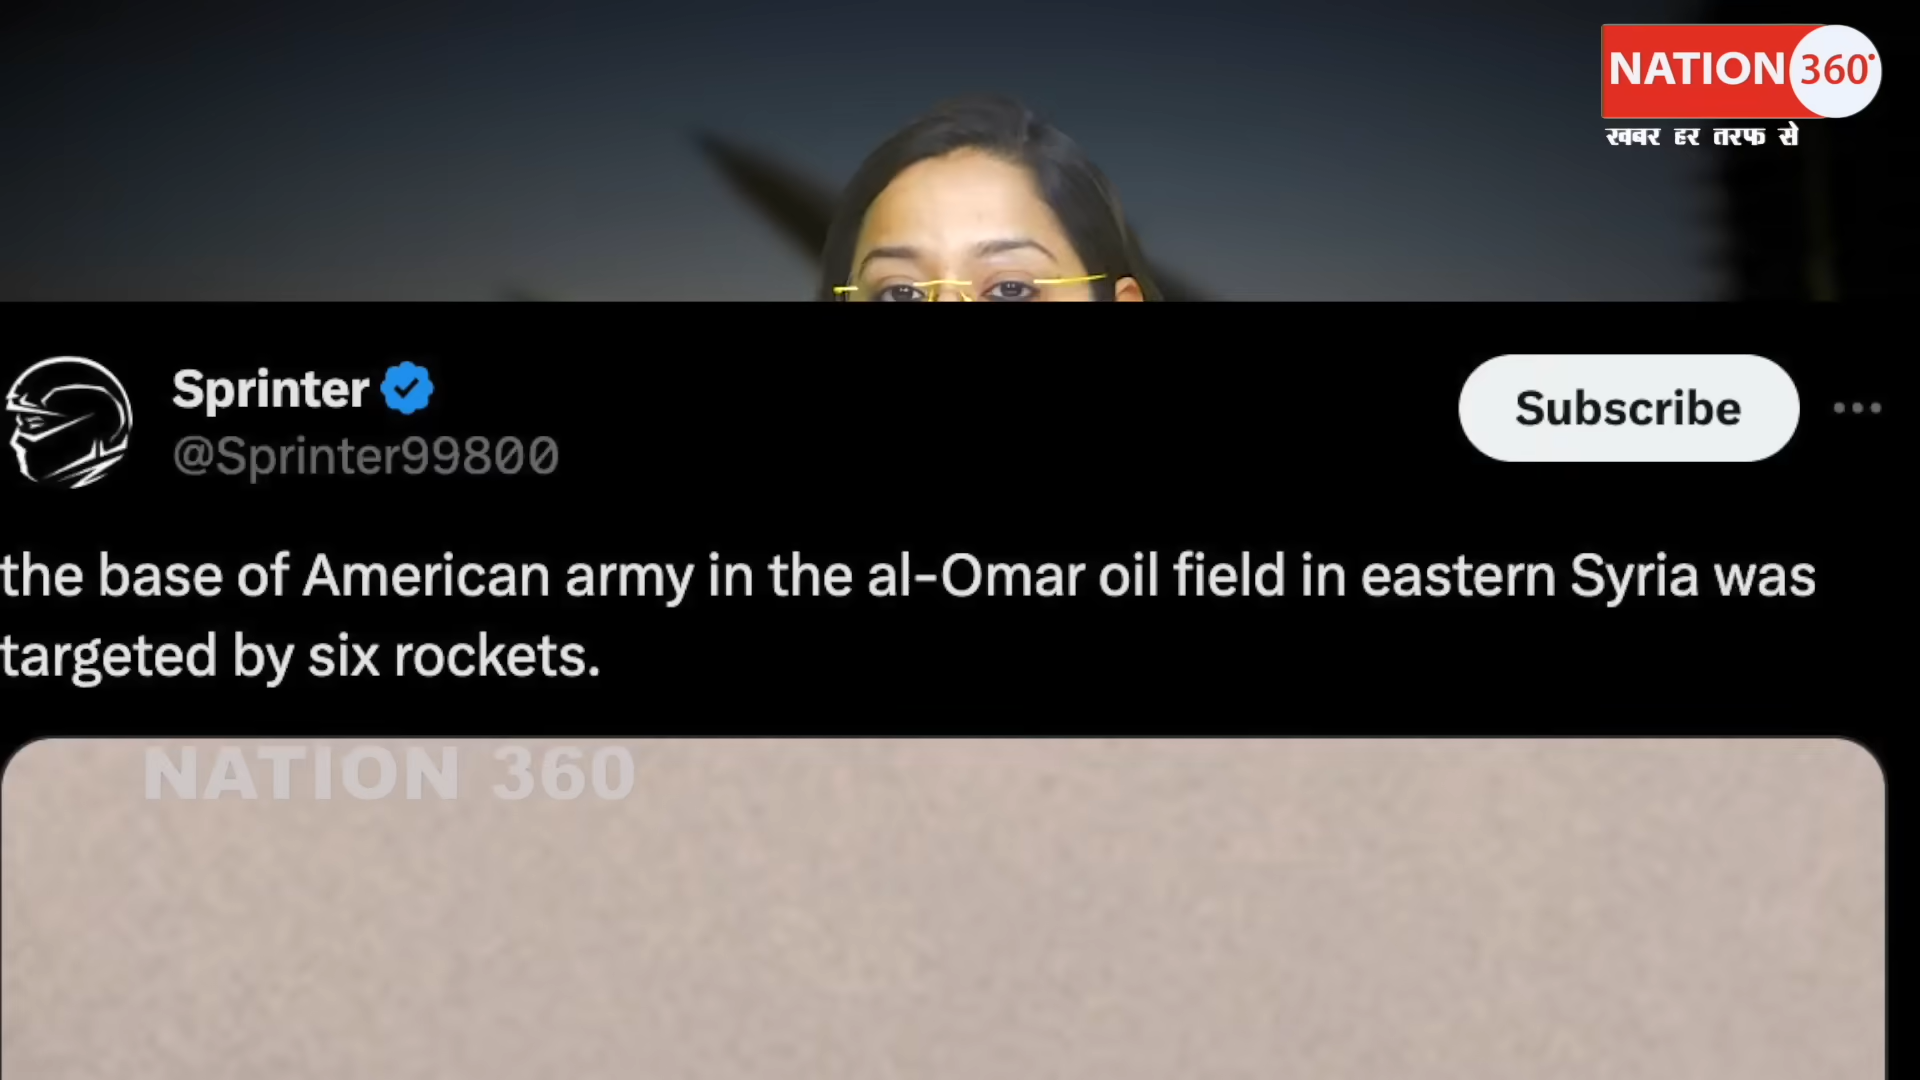 NATION 360°
खबर हर तरफ से
Sprinter
@Sprinter99800
Subscribe
the base of American army in the al-Omar oil field in eastern Syria was
targeted by six rockets.
NATION 360